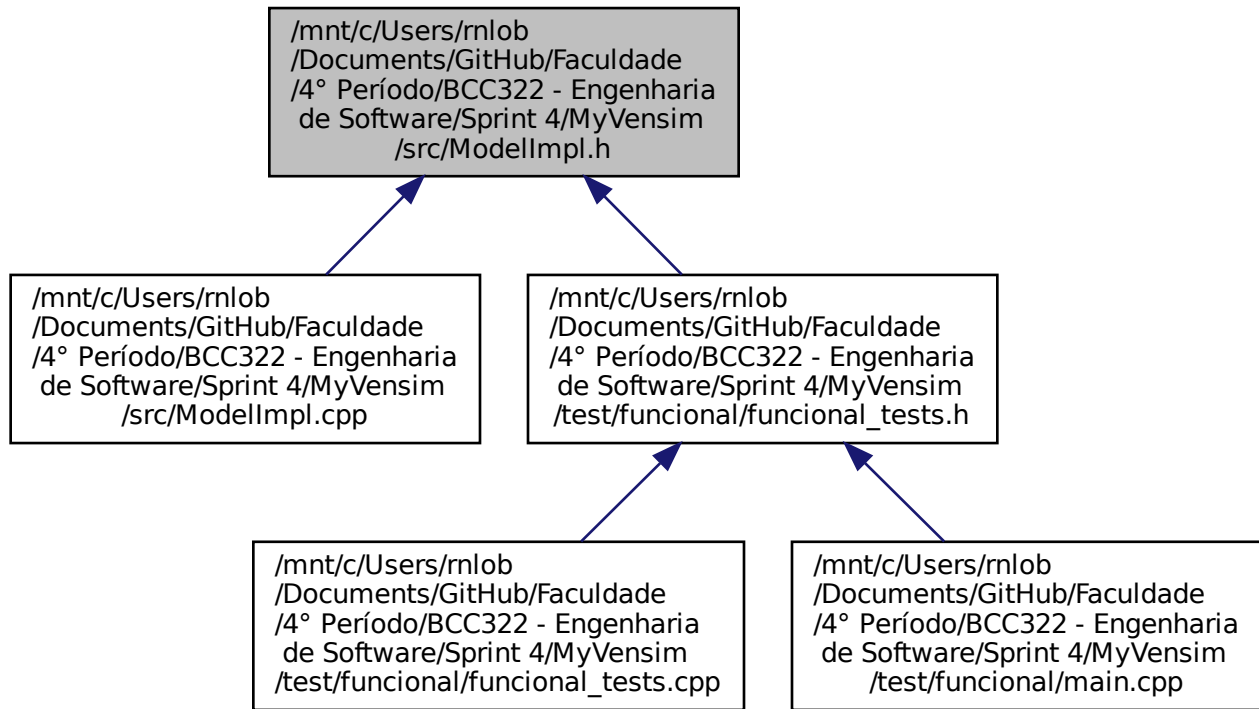 /mnt/c/Users/rnlob
/Documents/GitHub/Faculdade
/4° Período/BCC322 - Engenharia
de Software/Sprint 4/MyVensim
/src/ModelImpl.h
/mnt/c/Users/rnlob
/Documents/GitHub/Faculdade
/4° Período/BCC322 - Engenharia
de Software/Sprint 4/MyVensim
/src/ModelImpl.cpp
/mnt/c/Users/rnlob
/Documents/GitHub/Faculdade
/4° Período/BCC322 - Engenharia
de Software/Sprint 4/MyVensim
/test/funcional/funcional_tests.h
/mnt/c/Users/rnlob
/Documents/GitHub/Faculdade
/4° Período/BCC322 - Engenharia
de Software/Sprint 4/MyVensim
/test/funcional/funcional_tests.cpp
/mnt/c/Users/rnlob
/Documents/GitHub/Faculdade
/4° Período/BCC322 - Engenharia
de Software/Sprint 4/MyVensim
/test/funcional/main.cpp